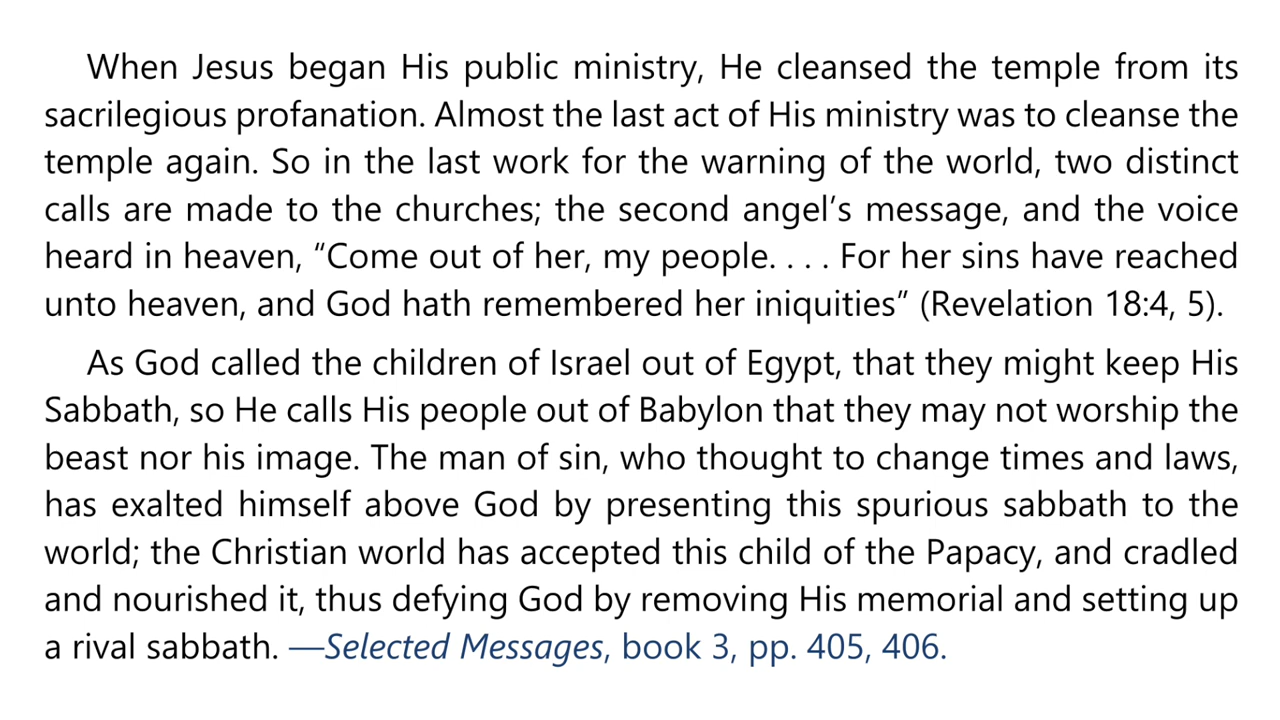 When Jesus began His public ministry, He cleansed the temple from its
sacrilegious profanation. Almost the last act of His ministry was to cleanse the
temple again. So in the last work for the warning of the world, two distinct
calls are made to the churches; the second angel’s message, and the voice
heard in heaven, “Come out of her, my people. . . . For her sins have reached
unto heaven, and God hath remembered her iniquities” (Revelation 18:4, 5).
As God called the children of Israel out of Egypt, that they might keep His
Sabbath, so He calls His people out of Babylon that they may not worship the
beast nor his image. The man of sin, who thought to change times and laws,
has exalted himself above God by presenting this spurious sabbath to the
world; the Christian world has accepted this child of the Papacy, and cradled
and nourished it, thus defying God by removing His memorial and setting up
a rival sabbath. —Selected Messages, book 3, pp. 405, 406.